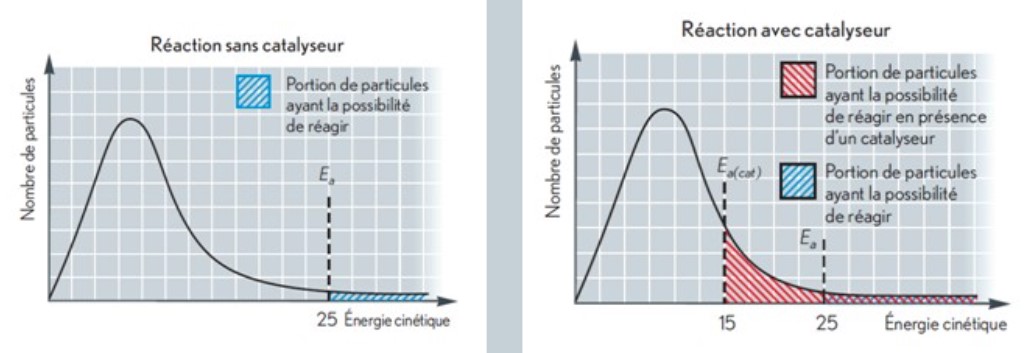 Réaction sans catalyseur
Nombre de particules
Portion de particules
ayant la possibilité
de réagir
Ea
25 Énergie cinétique
Réaction avec catalyseur
Nombre de particules
Portion de particules
ayant la possibilité
de réagir en présence
d'un catalyseur
Ea(cat)
Portion de particules
ayant la possibilité
de réagir
Ea
15 25 Énergie cinétique